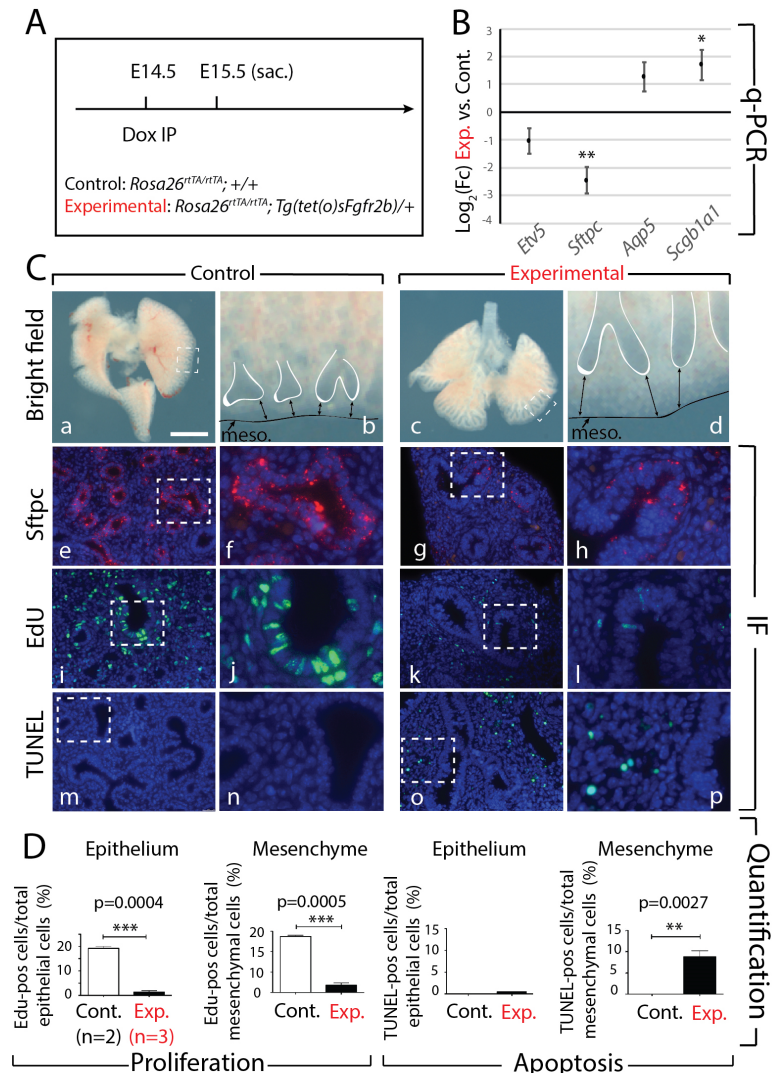 A
E14.5
E15.5 (sac.)
Dox IP
Control: Rosa26rtTA/rtTA; +/+
Experimental: Rosa26rtTA/rtTA; Tg(tet(o)sFgfr2b)/+
B
Log2(Fc) Exp. vs. Cont.
3
2
1
0
-1
-2
-3
-4
**
*
Etv5
Sftpc
Aqp5
Scgb1a1
q-PCR
C
Control
Experimental
Bright field
a
meso.
b
c
meso.
d
Sftpc
e
f
g
h
EdU
i
j
k
l
TUNEL
m
n
o
p
IF
D
Epithelium
Edu-pos cells/total epithelial cells (%)
p=0.0004
***
20
15
10
0
Cont.
Exp.
(n=2)
(n=3)
Mesenchyme
Edu-pos cells/total mesenchymal cells (%)
p=0.0005
***
20
15
10
0
Cont.
Exp.
Proliferation
Epithelium
TUNEL-pos cells/total epithelial cells (%)
15
10
5
0
Cont.
Exp.
Mesenchyme
TUNEL-pos cells/total mesenchymal cells (%)
p=0.0027
**
15
10
5
0
Cont.
Exp.
Apoptosis
Quantification